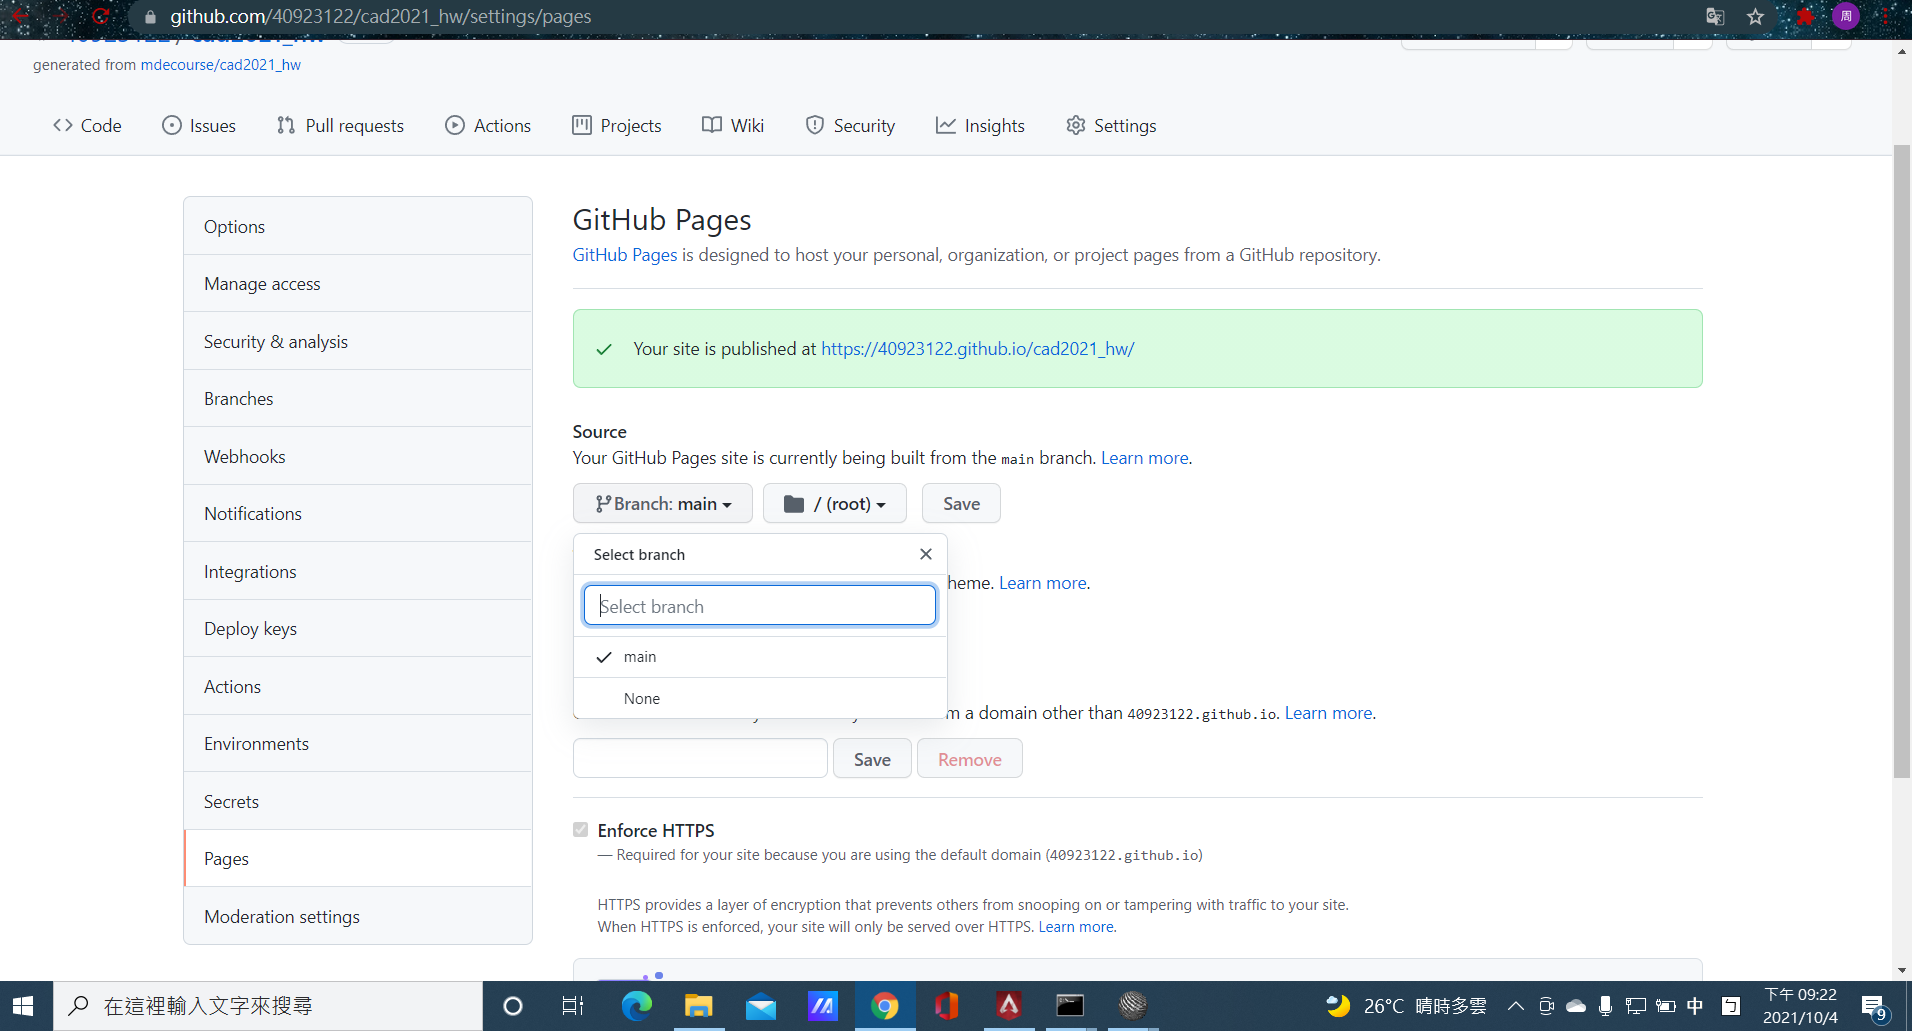 github.com/40923122/cad2021_hw/settings/pages
generated from mdecourse/cad2021_hw
Code
Issues
Pull requests
Actions
Projects
Wiki
Security
Insights
Settings
Options
Manage access
Security & analysis
Branches
Webhooks
Notifications
Integrations
Deploy keys
Actions
Environments
Secrets
Pages
Moderation settings
GitHub Pages
GitHub Pages is designed to host your personal, organization, or project pages from a GitHub repository.
Your site is published at https://40923122.github.io/cad2021_hw/
Source
Your GitHub Pages site is currently being built from the main branch. Learn more.
Branch: main
/ (root)
Save
Select branch
Select branch
main
None
heme. Learn more.
m a domain other than 40923122.github.io. Learn more.
Save
Remove
Enforce HTTPS
— Required for your site because you are using the default domain (40923122.github.io)
HTTPS provides a layer of encryption that prevents others from snooping on or tampering with traffic to your site.
When HTTPS is enforced, your site will only be served over HTTPS. Learn more.
周
在這裡輸入文字來搜尋
26°C 晴時多雲
中
ㄅ
下午 09:22
2021/10/4
9